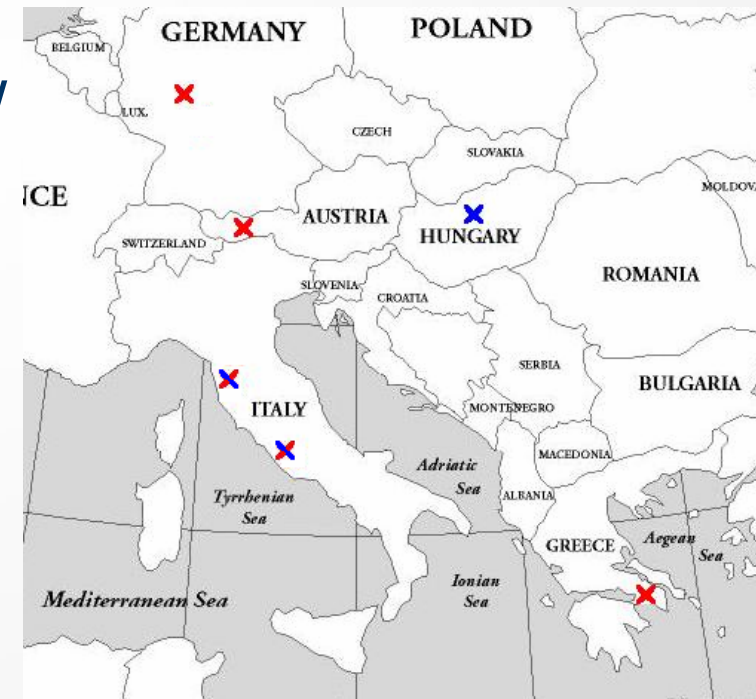 GERMANY
POLAND
BELGIUM
LUX.
CZECH
SLOVAKIA
MOLDOV
NCE
AUSTRIA
HUNGARY
SWITZERLAND
ROMANIA
SLOVENIA
CROATIA
SERBIA
BULGARIA
ITALY
MONTENEGRO
MACEDONIA
Adriatic
Sea
ALBANIA
Tyrrhenian
Sea
GREECE
Aegean
Sea
Ionian
Sea
Mediterranean Sea